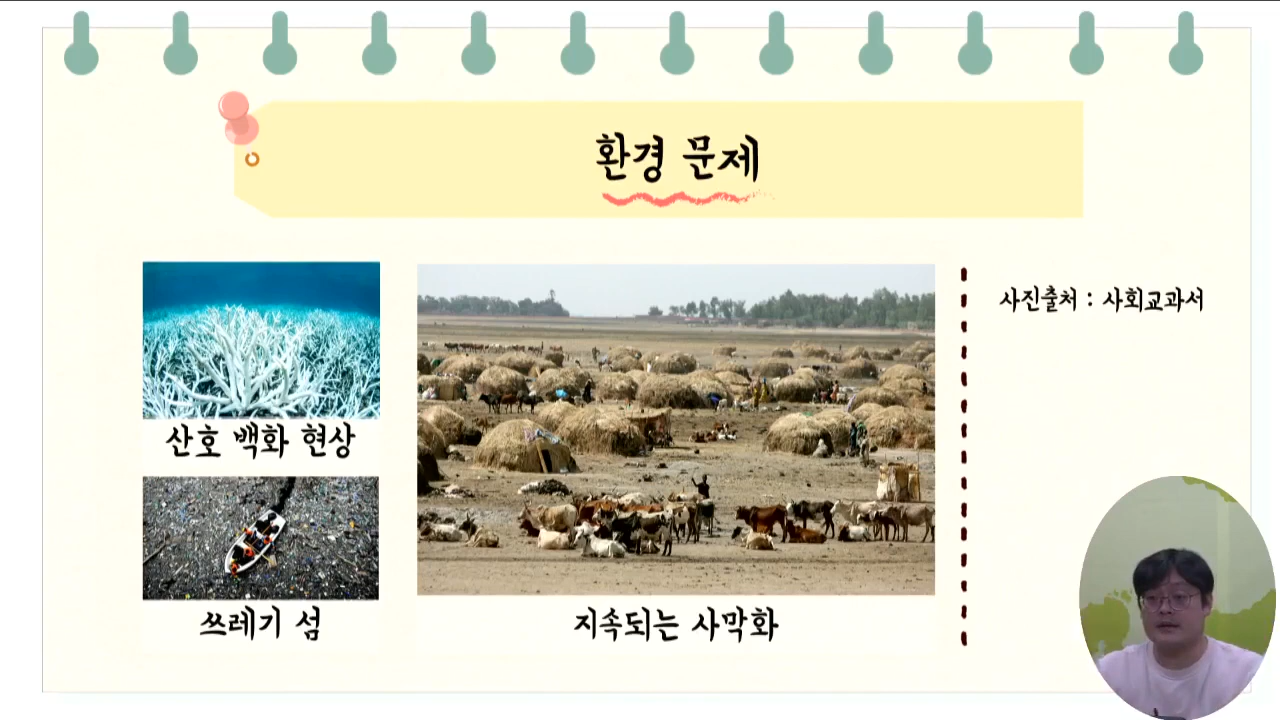 환경 문제
산호 백화 현상
쓰레기 섬
지속되는 사막화
사진출처 : 사회교과서